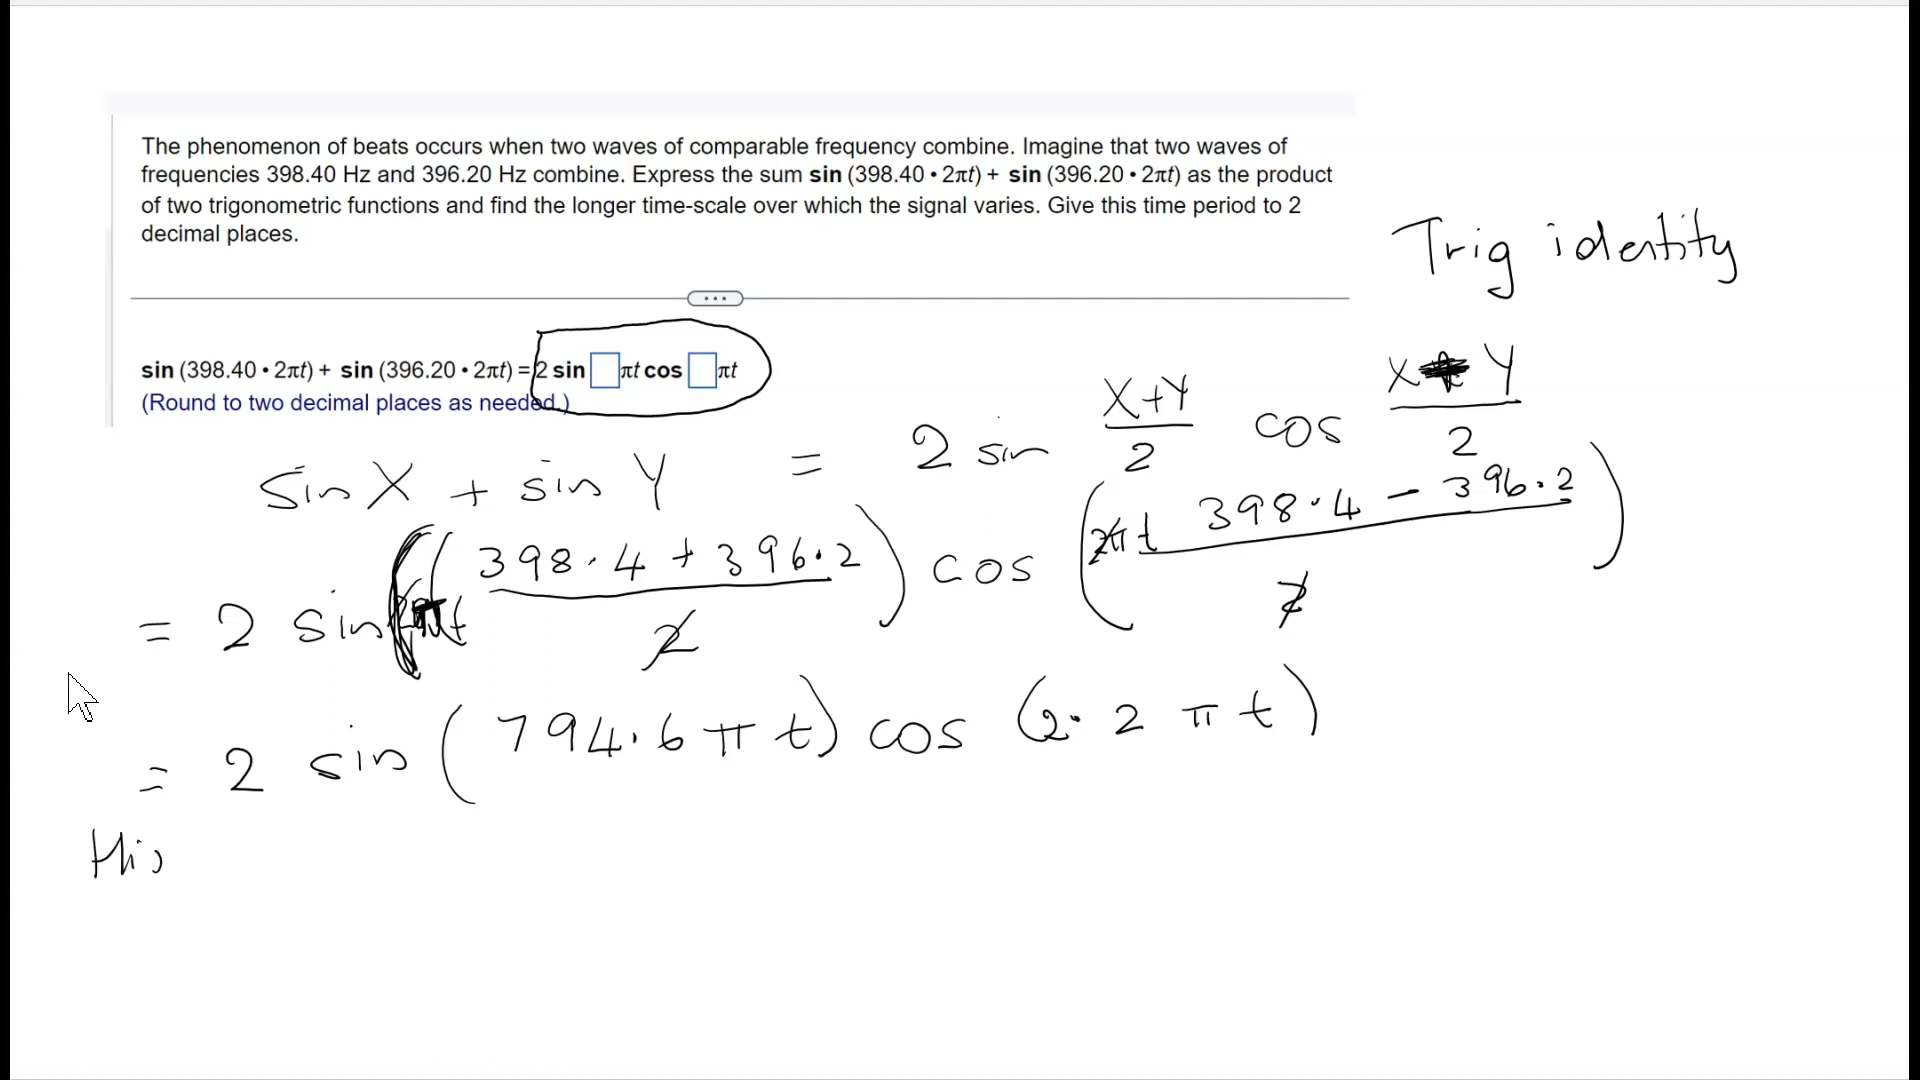 The phenomenon of beats occurs when two waves of comparable frequency combine. Imagine that two waves of
frequencies 398.40 Hz and 396.20 Hz combine. Express the sum sin (398.40 • 2πt) + sin (396.20 • 2πt) as the product
of two trigonometric functions and find the longer time-scale over which the signal varies. Give this time period to 2
decimal places.
Trig identity
sin (398.40 • 2πt) + sin (396.20 • 2πt) = 2 sin □πt cos □πt
(Round to two decimal places as needed.)
sin X + sin Y = 2 sin (X+Y)/2 cos (X - Y)/2
= 2 sin (2πt (398.4 + 396.2)/2) cos (2πt (398.4 - 396.2)/2)
= 2 sin (794.6 π t) cos (2.2 π t)